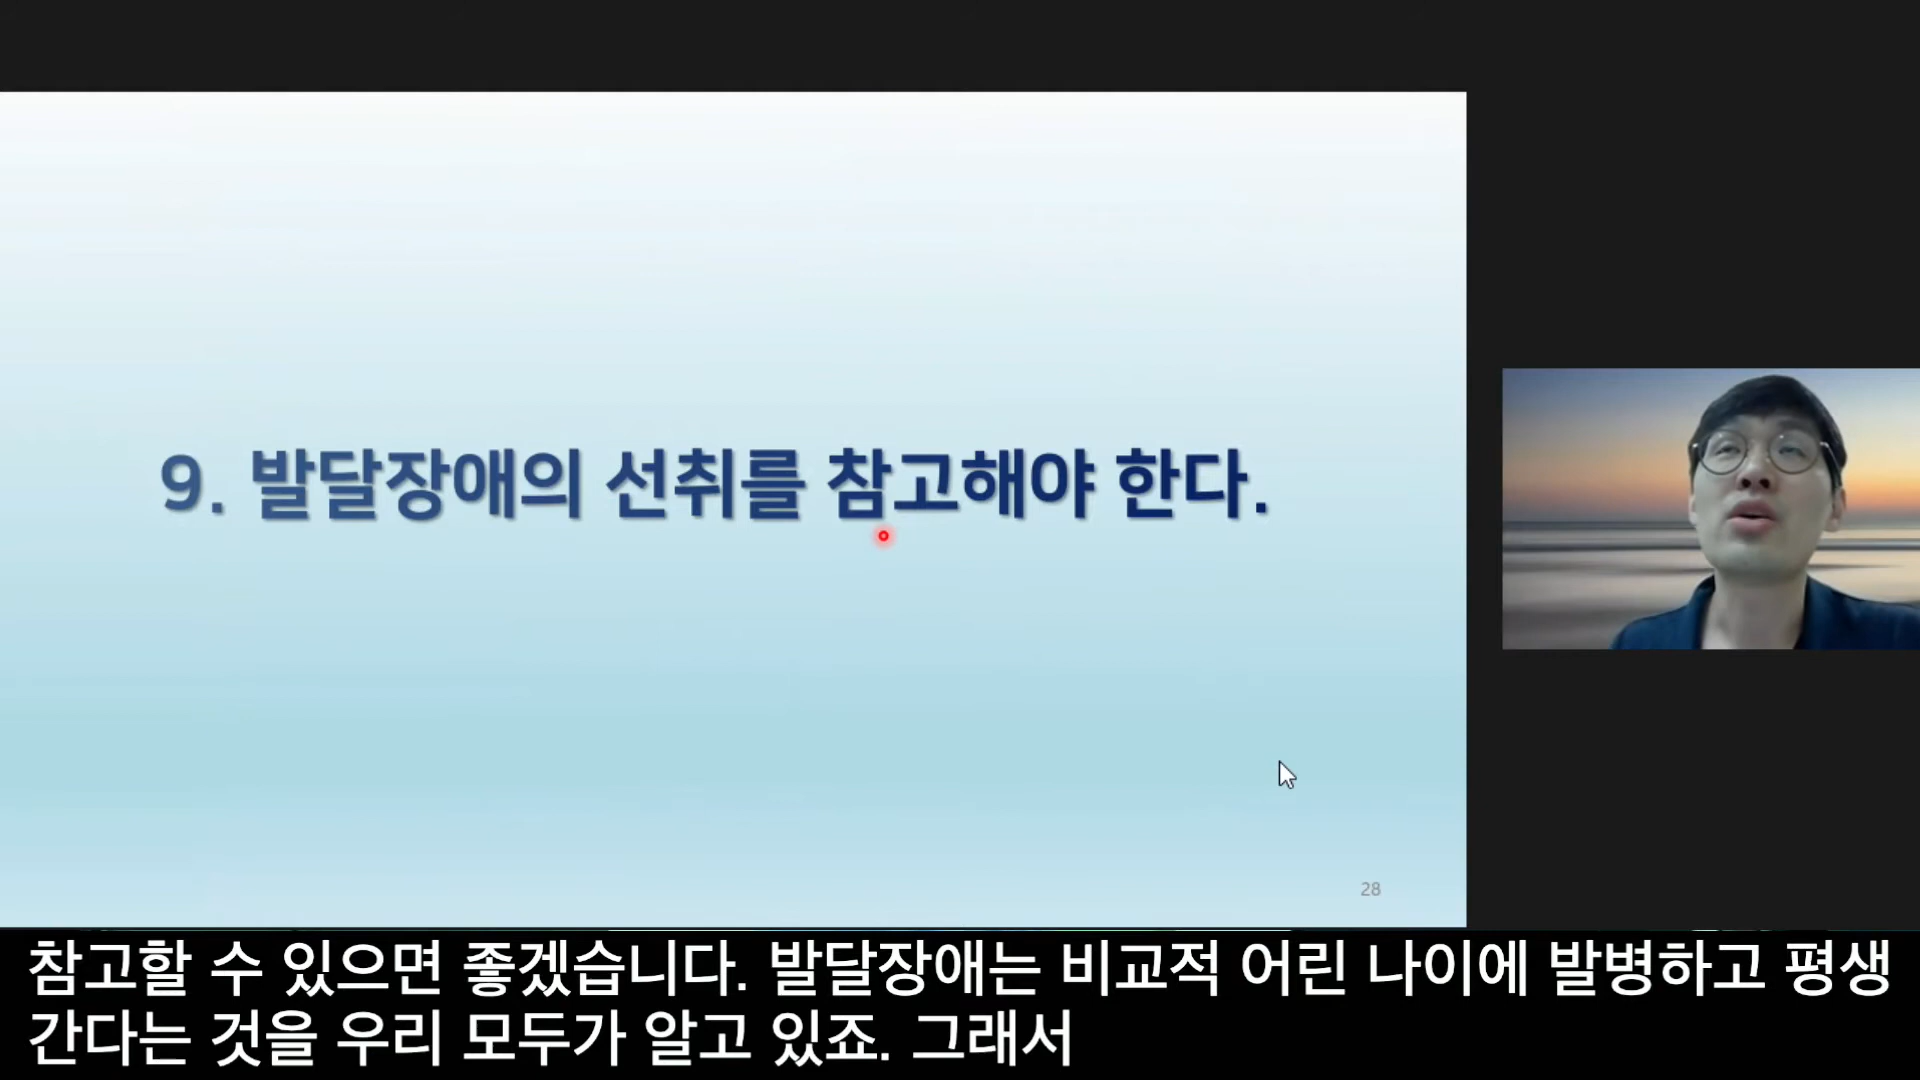 9. 발달장애의 선취를 참고해야 한다.
28
참고할 수 있으면 좋겠습니다. 발달장애는 비교적 어린 나이에 발병하고 평생
간다는 것을 우리 모두가 알고 있죠. 그래서